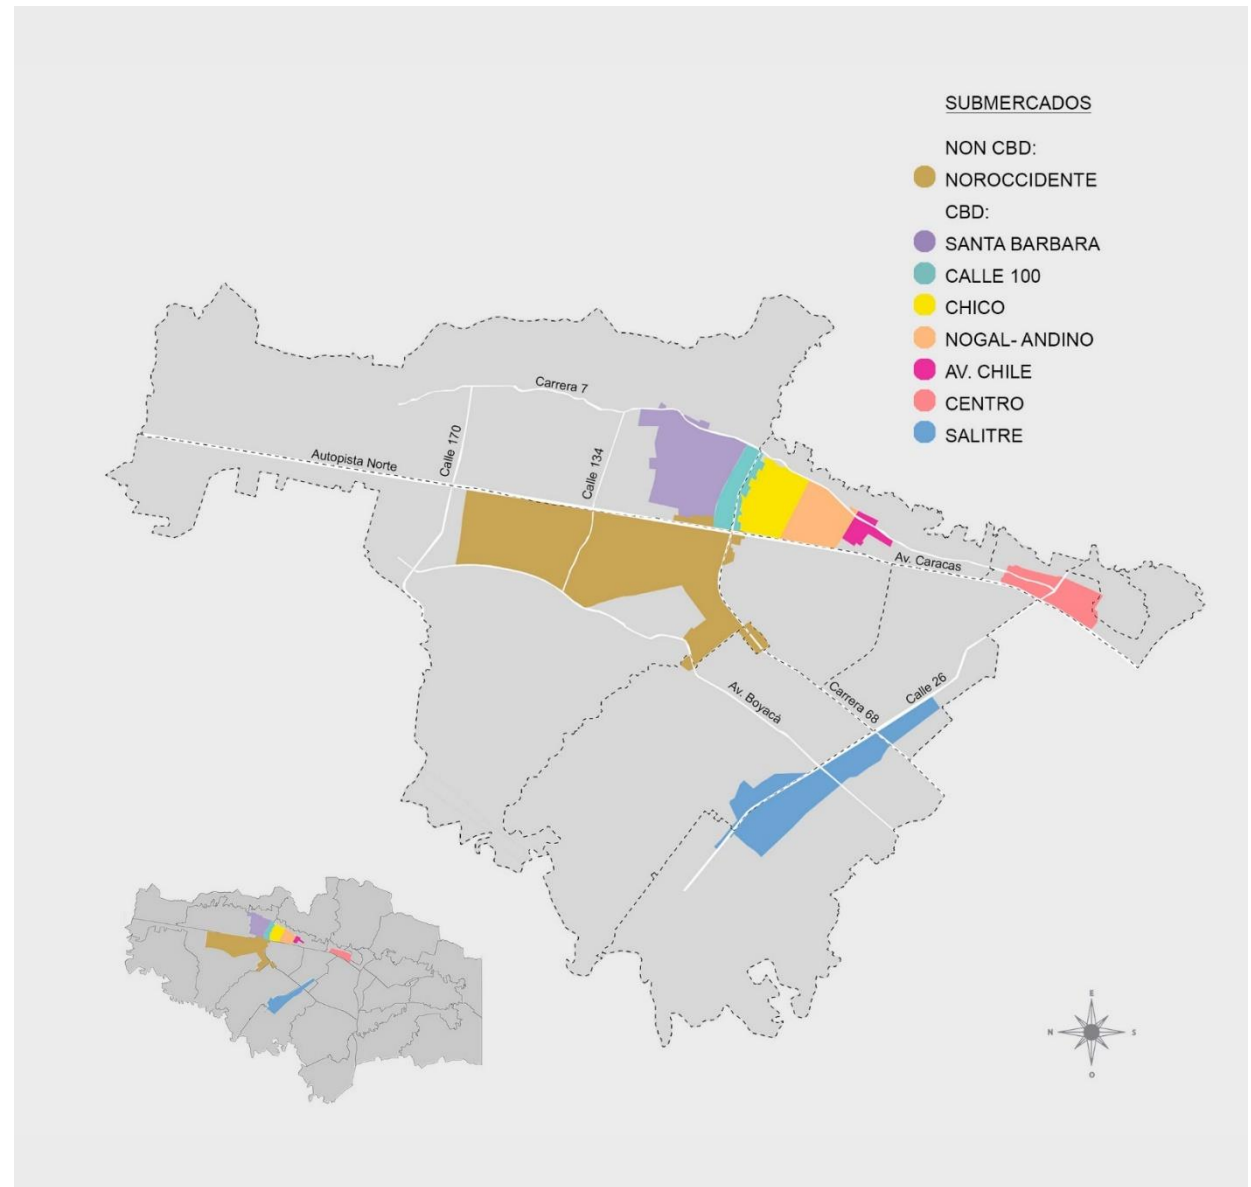 SUBMERCADOS
NON CBD:
NOROCCIDENTE
CBD:
SANTA BARBARA
CALLE 100
CHICO
NOGAL- ANDINO
AV. CHILE
CENTRO
SALITRE
Carrera 7
Calle 170
Autopista Norte
Calle 134
Av. Caracas
Calle 26
Carrera 68
Av. Boyacá
E
N
S
O